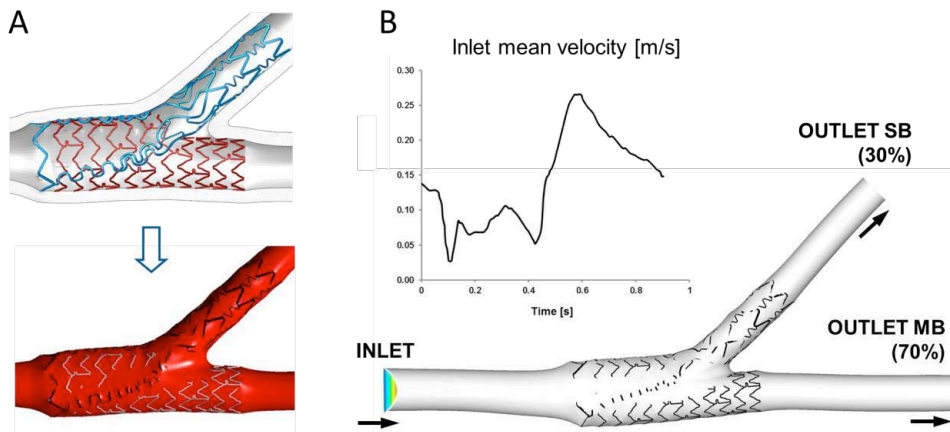 A
B
Inlet mean velocity [m/s]
0.30
0.25
0.20
0.15
0.10
0.05
0.00
0
0.2
0.4
0.6
0.8
1
Time [s]
OUTLET SB
(30%)
OUTLET MB
(70%)
INLET